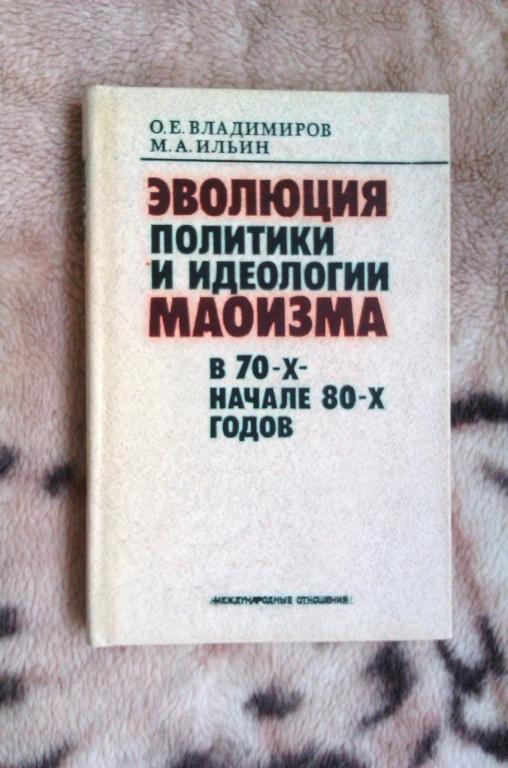 О.Е.ВЛАДИМИРОВ
М.А.ИЛЬИН
ЭВОЛЮЦИЯ
ПОЛИТИКИ
И ИДЕОЛОГИИ
МАОИЗМА
В 70-Х-
НАЧАЛЕ 80-Х
ГОДОВ
«МЕЖДУНАРОДНЫЕ ОТНОШЕНИЯ»